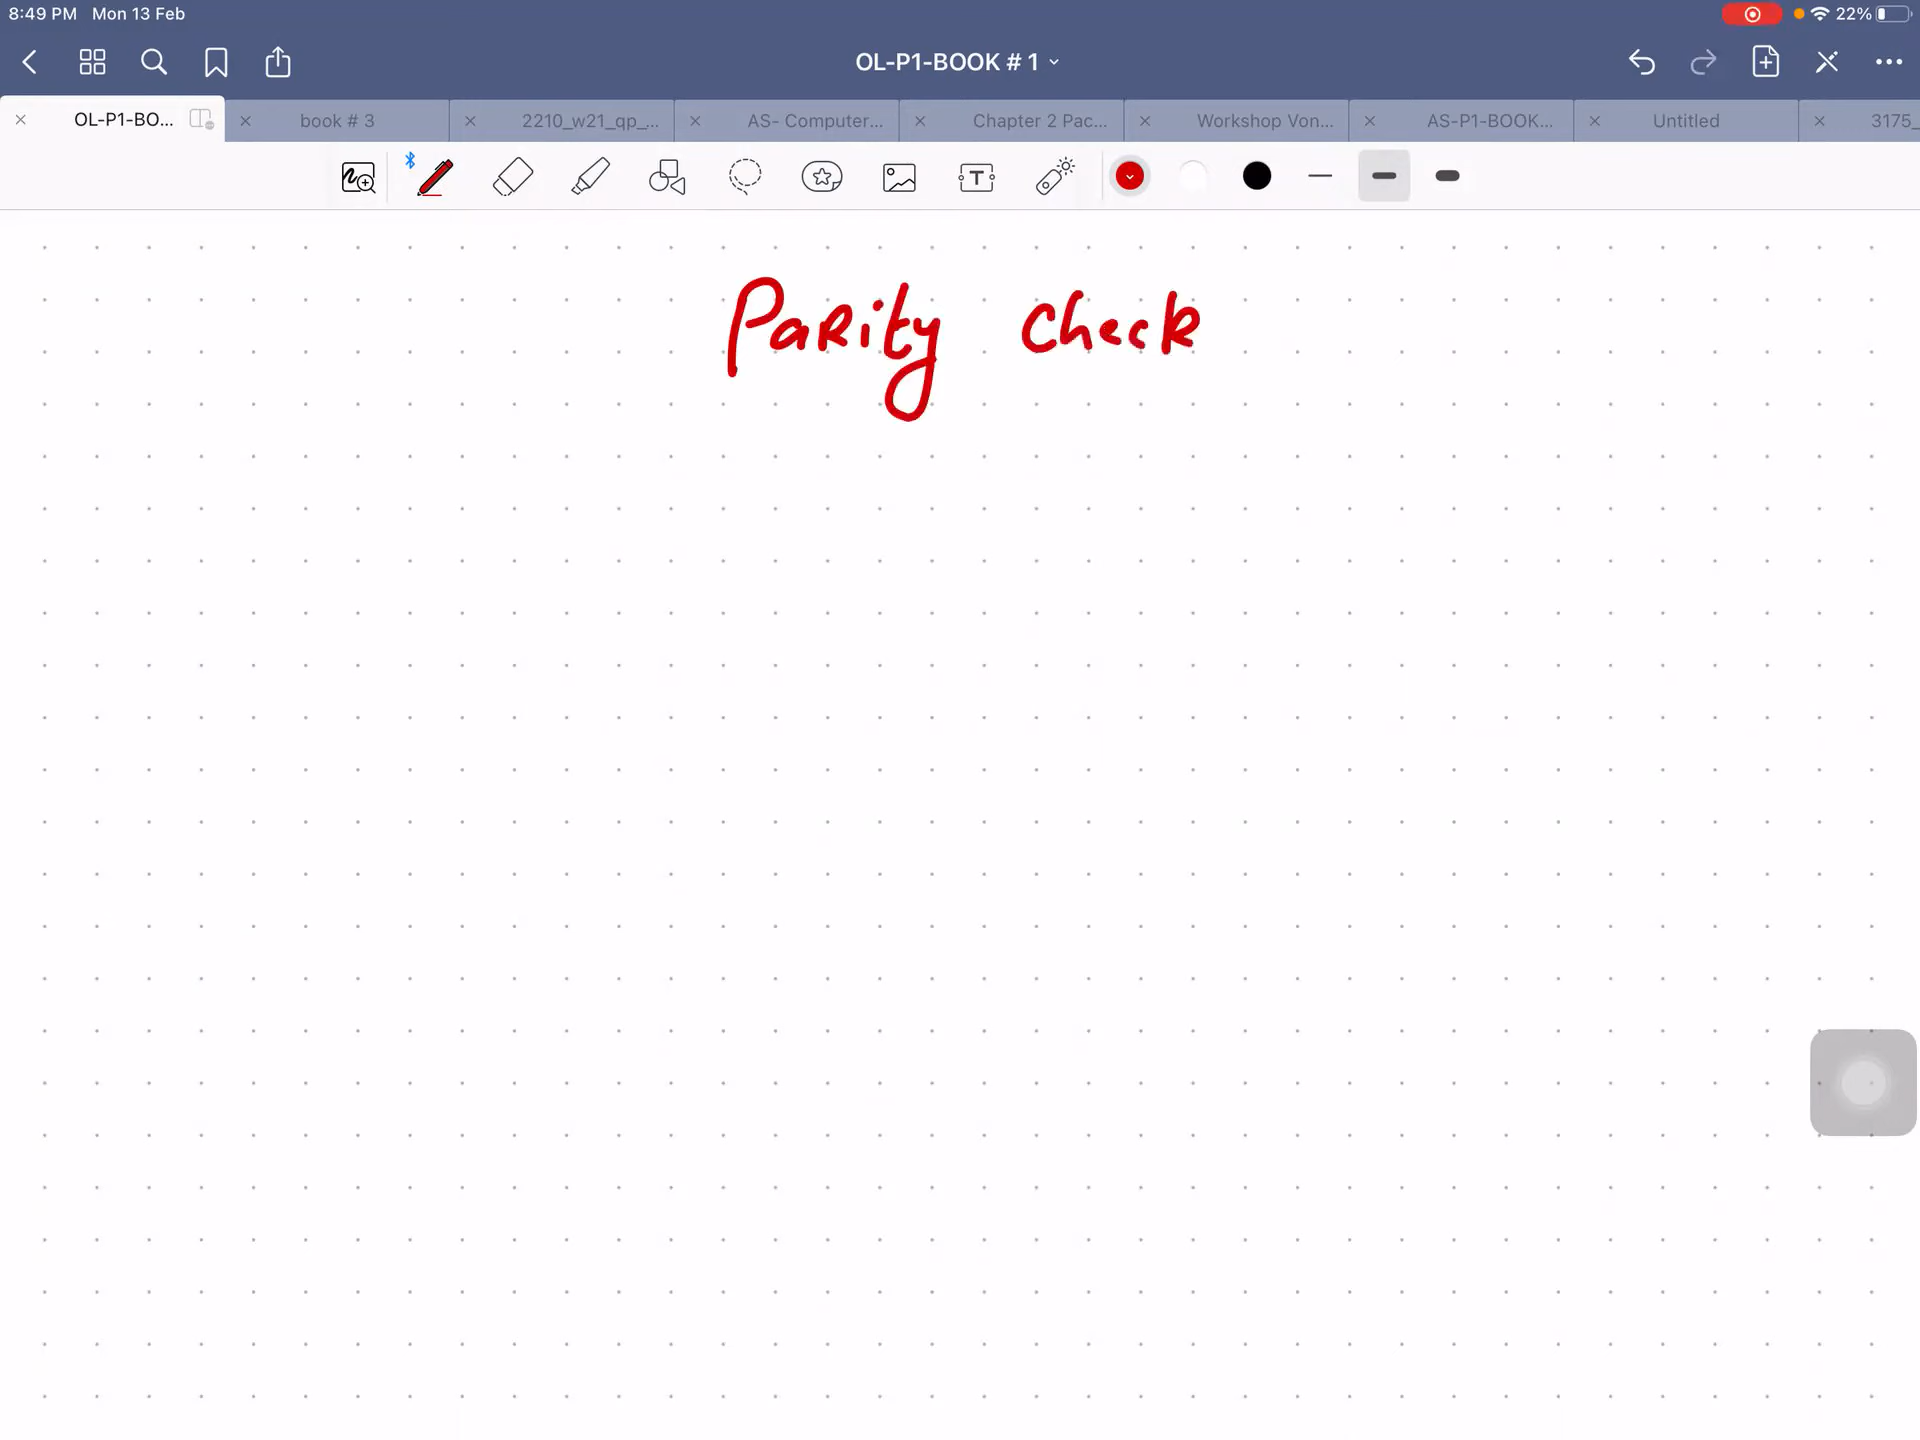 8:49 PM Mon 13 Feb 22%
OL-P1-BOOK # 1
OL-P1-BO... book # 3 2210_w21_qp_... AS- Computer... Chapter 2 Pac... Workshop Von... AS-P1-BOOK... Untitled 3175_
T
Parity Check